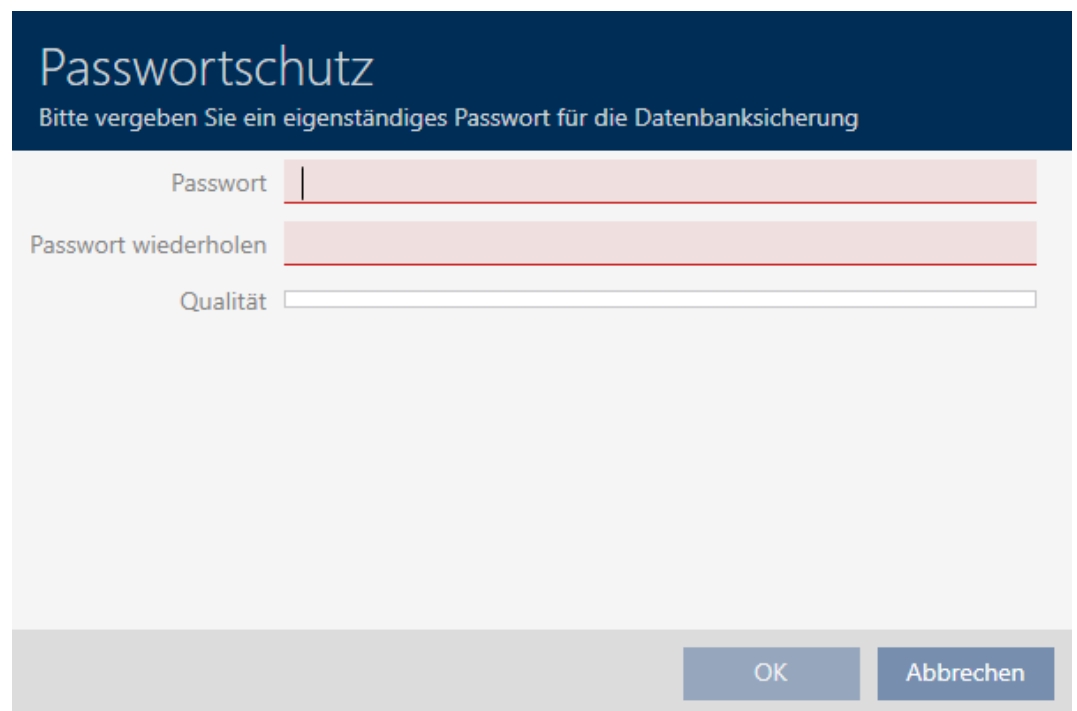 Passwortschutz
Bitte vergeben Sie ein eigenständiges Passwort für die Datenbanksicherung
Passwort
Passwort wiederholen
Qualität
OK Abbrechen